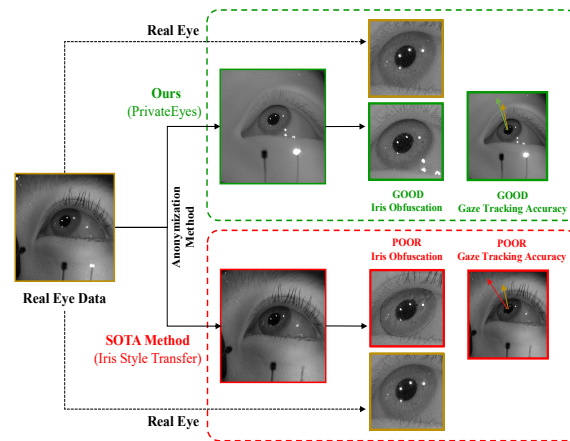 Real Eye
Ours
(PrivateEyes)
GOOD
Iris Obfuscation
GOOD
Gaze Tracking Accuracy
Anonymization
Method
Real Eye Data
POOR
Iris Obfuscation
POOR
Gaze Tracking Accuracy
SOTA Method
(Iris Style Transfer)
Real Eye